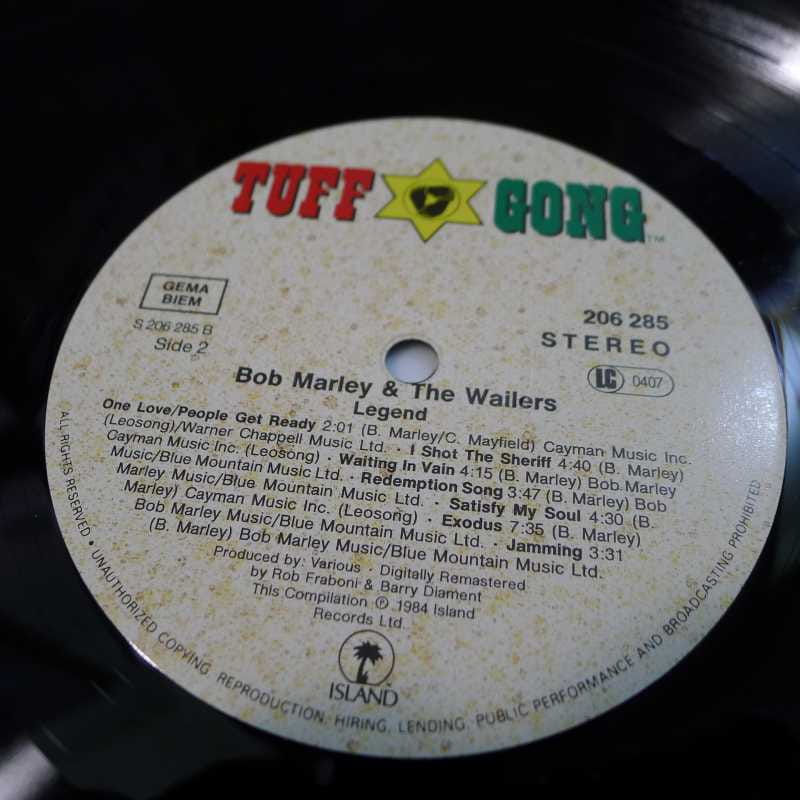 TUFF GONG™
GEMA
BIEM
S 206 285 B
Side 2
206 285
STEREO
LC 0407
Bob Marley & The Wailers
Legend
One Love/People Get Ready 2:01 (B. Marley/C. Mayfield) Cayman Music Inc.
(Leosong)/Warner Chappell Music Ltd. · I Shot The Sheriff 4:40 (B. Marley)
Cayman Music Inc. (Leosong) · Waiting In Vain 4:15 (B. Marley) Bob Marley
Music/Blue Mountain Music Ltd. · Redemption Song 3:47 (B. Marley) Bob
Marley Music/Blue Mountain Music Ltd. · Satisfy My Soul 4:30 (B.
Marley) Cayman Music Inc. (Leosong) · Exodus 7:35 (B. Marley)
Bob Marley Music/Blue Mountain Music Ltd. · Jamming 3:31
(B. Marley) Bob Marley Music/Blue Mountain Music Ltd.
Produced by: Various · Digitally Remastered
by Rob Fraboni & Barry Diament
This Compilation ℗ 1984 Island
Records Ltd.
ISLAND
ALL RIGHTS RESERVED • UNAUTHORIZED COPYING, REPRODUCTION, HIRING, LENDING, PUBLIC PERFORMANCE AND BROADCASTING PROHIBITED